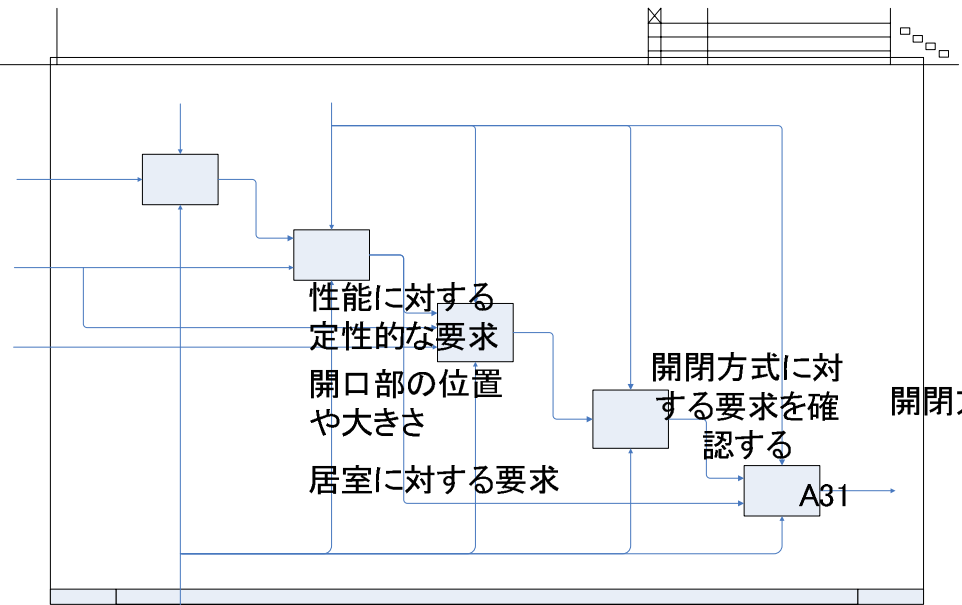 性能に対する
定性的な要求
開口部の位置
や大きさ
居室に対する要求
開閉方式に対
する要求を確
認する
A31
開閉